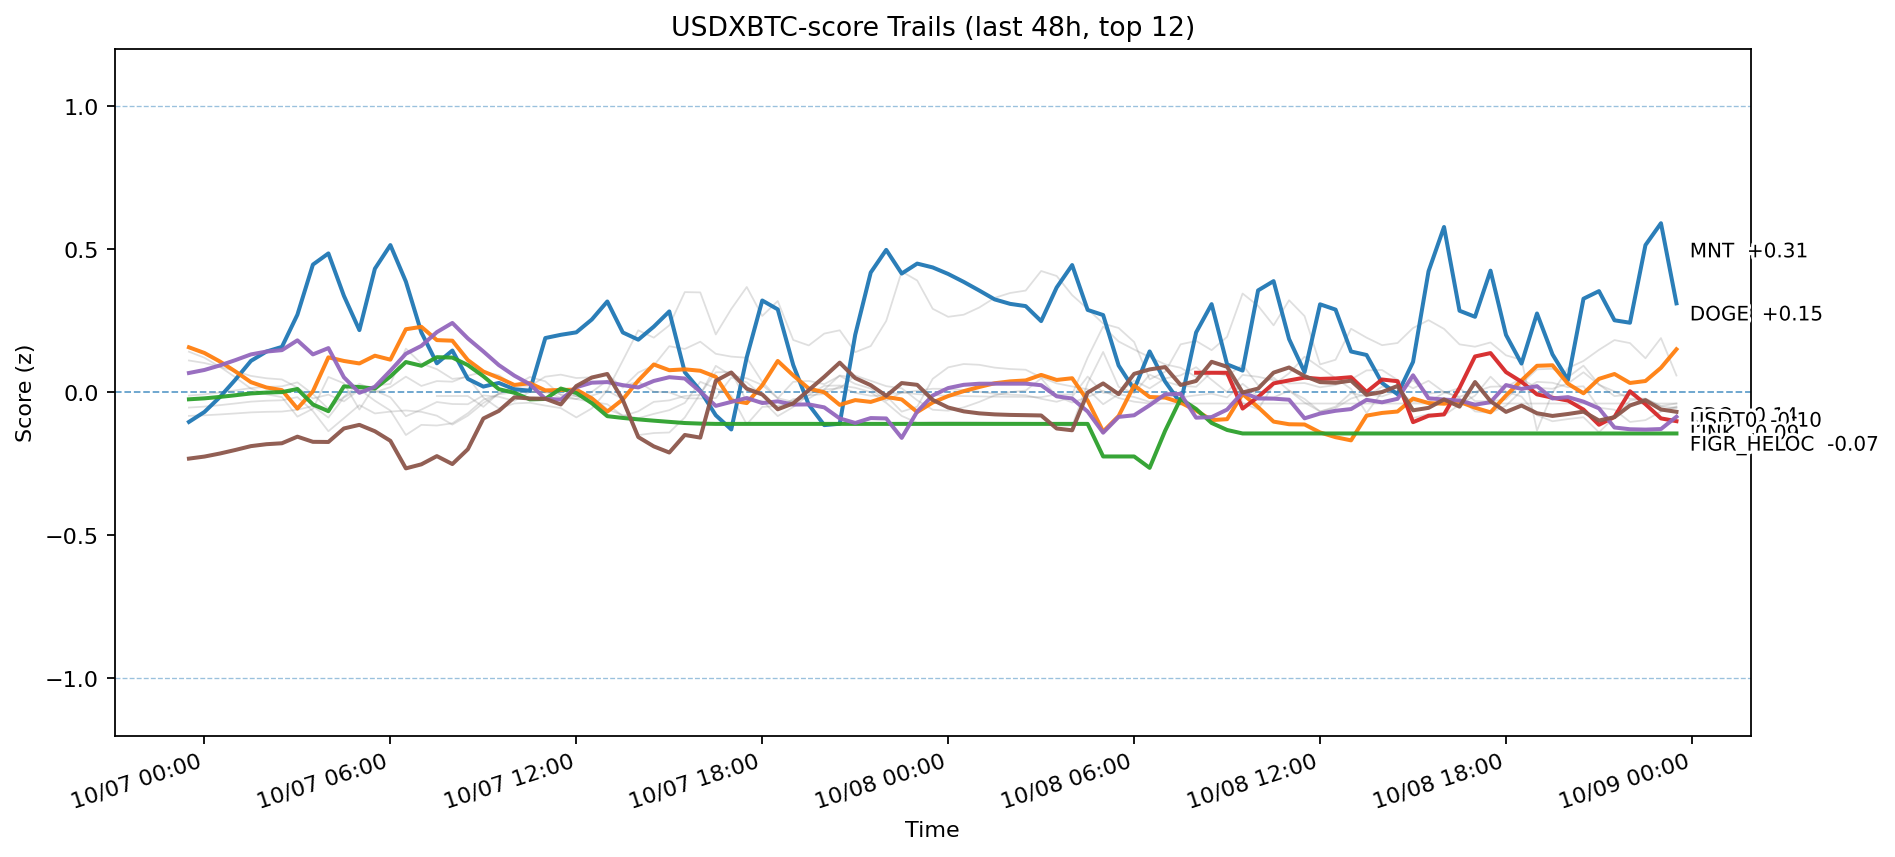 USDXBTC-score Trails (last 48h, top 12)
Score (z)
1.0
0.5
0.0
−0.5
−1.0
MNT +0.31
DOGE +0.15
FIGR_HELOC -0.07
10/07 00:00
10/07 06:00
10/07 12:00
10/07 18:00
10/08 00:00
10/08 06:00
10/08 12:00
10/08 18:00
10/09 00:00
Time